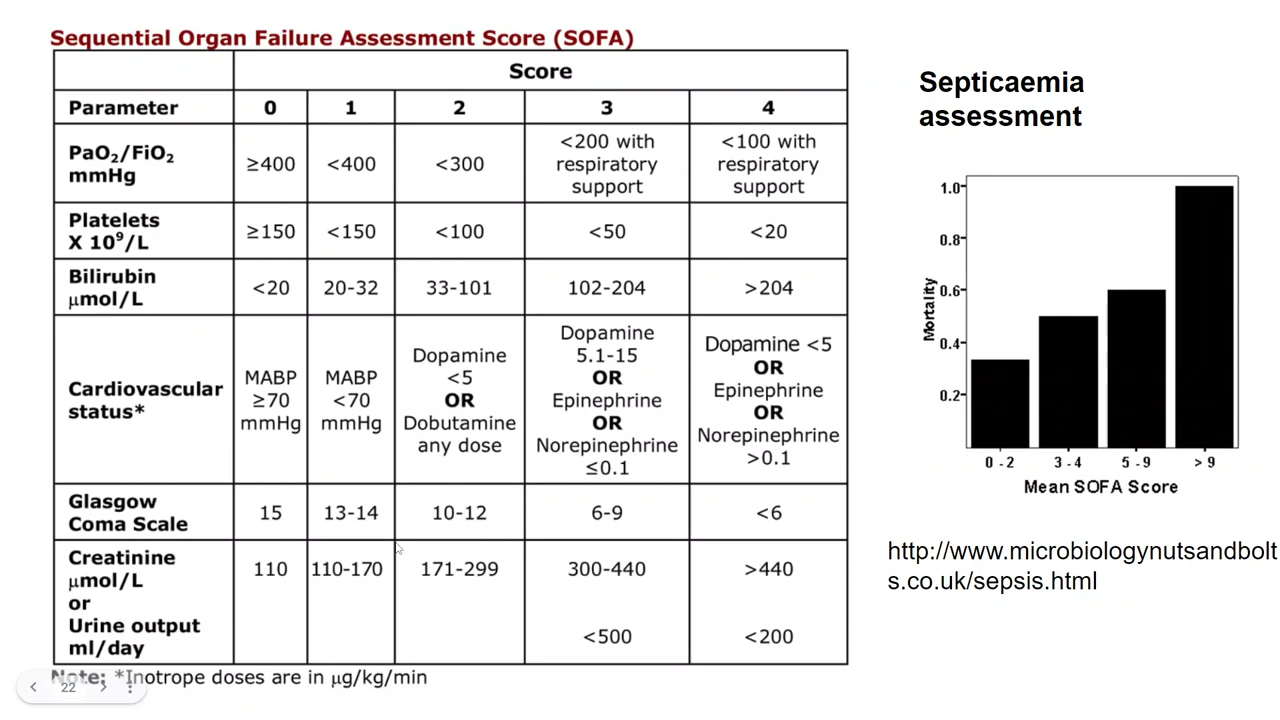 Sequential Organ Failure Assessment Score (SOFA)
Score
Parameter 0 1 2 3 4
PaO₂/FiO₂
mmHg
≥400
<400
<300
<200 with
respiratory
support
<100 with
respiratory
support
Platelets
X 10⁹/L
≥150
<150
<100
<50
<20
Bilirubin
µmol/L
<20
20-32
33-101
102-204
>204
Cardiovascular
status*
MABP
≥70
mmHg
MABP
<70
mmHg
Dopamine
<5
OR
Dobutamine
any dose
Dopamine
5.1-15
OR
Epinephrine
OR
Norepinephrine
≤0.1
Dopamine <5
OR
Epinephrine
OR
Norepinephrine
>0.1
Glasgow
Coma Scale
15
13-14
10-12
6-9
<6
Creatinine
µmol/L
or
Urine output
ml/day
110
110-170
171-299
300-440
>440
<500
<200
Note: *Inotrope doses are in µg/kg/min
22
Septicaemia
assessment
Mortality
1.0
0.8
0.6
0.4
0.2
0 - 2
3 - 4
5 - 9
> 9
Mean SOFA Score
http://www.microbiologynutsandbolt
s.co.uk/sepsis.html